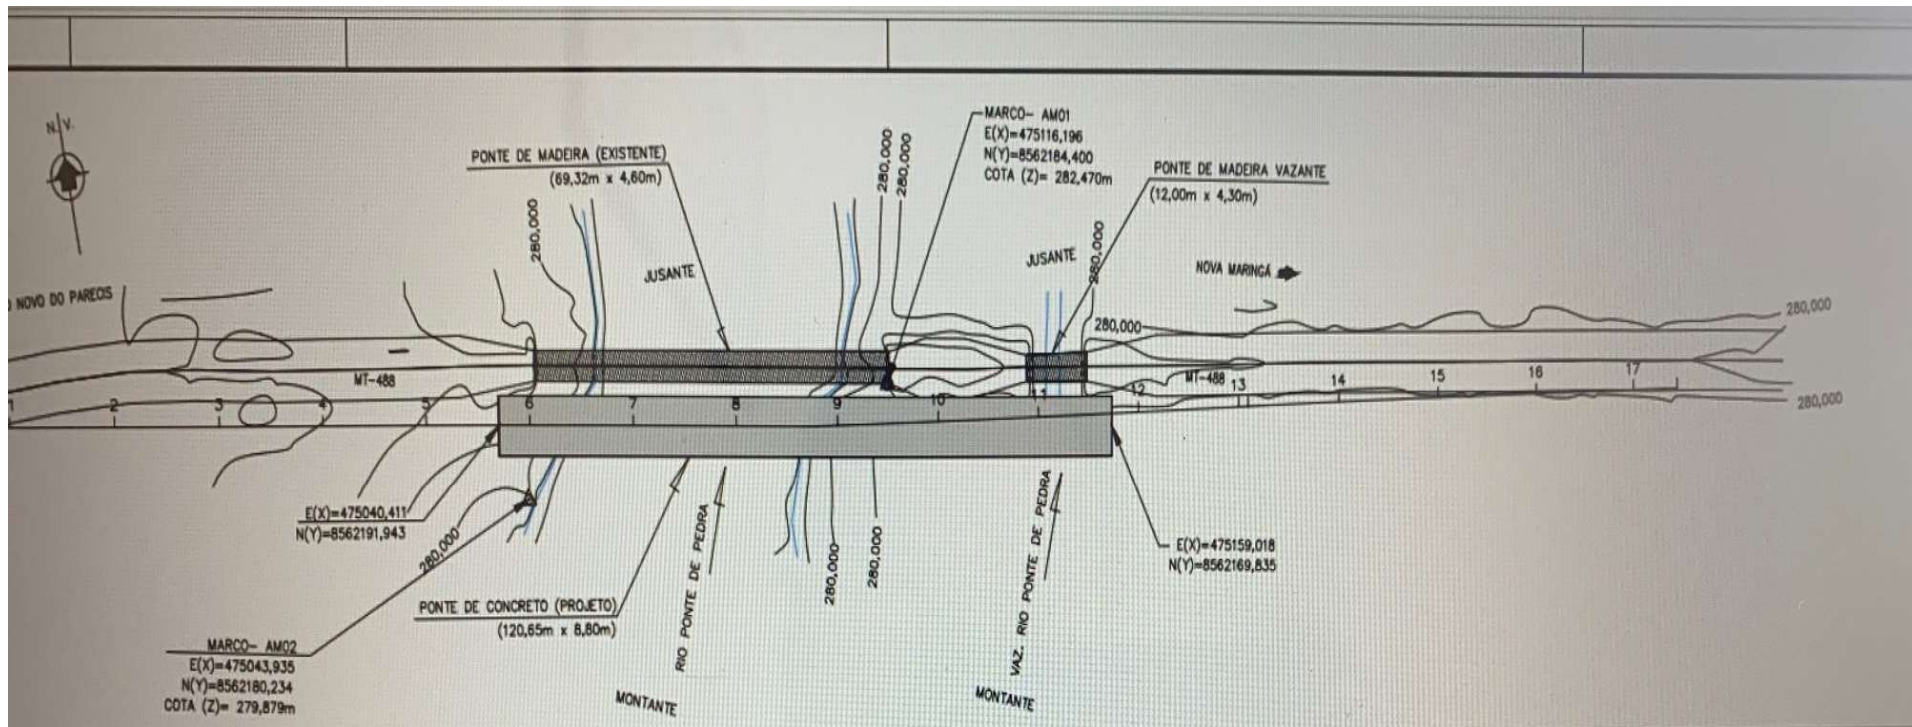 N.V.
MARCO- AM01
E(X)=475116,196
N(Y)=8562184,400
COTA (Z)= 282,470m
PONTE DE MADEIRA (EXISTENTE)
(69,32m x 4,60m)
280,000
280,000
PONTE DE MADEIRA VAZANTE
(12,00m x 4,30m)
280,000
280,000
JUSANTE
JUSANTE
NOVA MARINGÁ
O NOVO DO PARECIS
280,000
280,000
MT-488
MT-488
1 2 3 4 5 6 7 8 9 10 11 12 13 14 15 16 17
280,000
E(X)=475040,411
N(Y)=8562191,943
280,000
RIO PONTE DE PEDRA
280,000
280,000
VAZ. RIO PONTE DE PEDRA
E(X)=475159,018
N(Y)=8562169,835
PONTE DE CONCRETO (PROJETO)
(120,65m x 8,80m)
MARCO- AM02
E(X)=475043,935
N(Y)=8562180,234
COTA (Z)= 279,879m
MONTANTE
MONTANTE